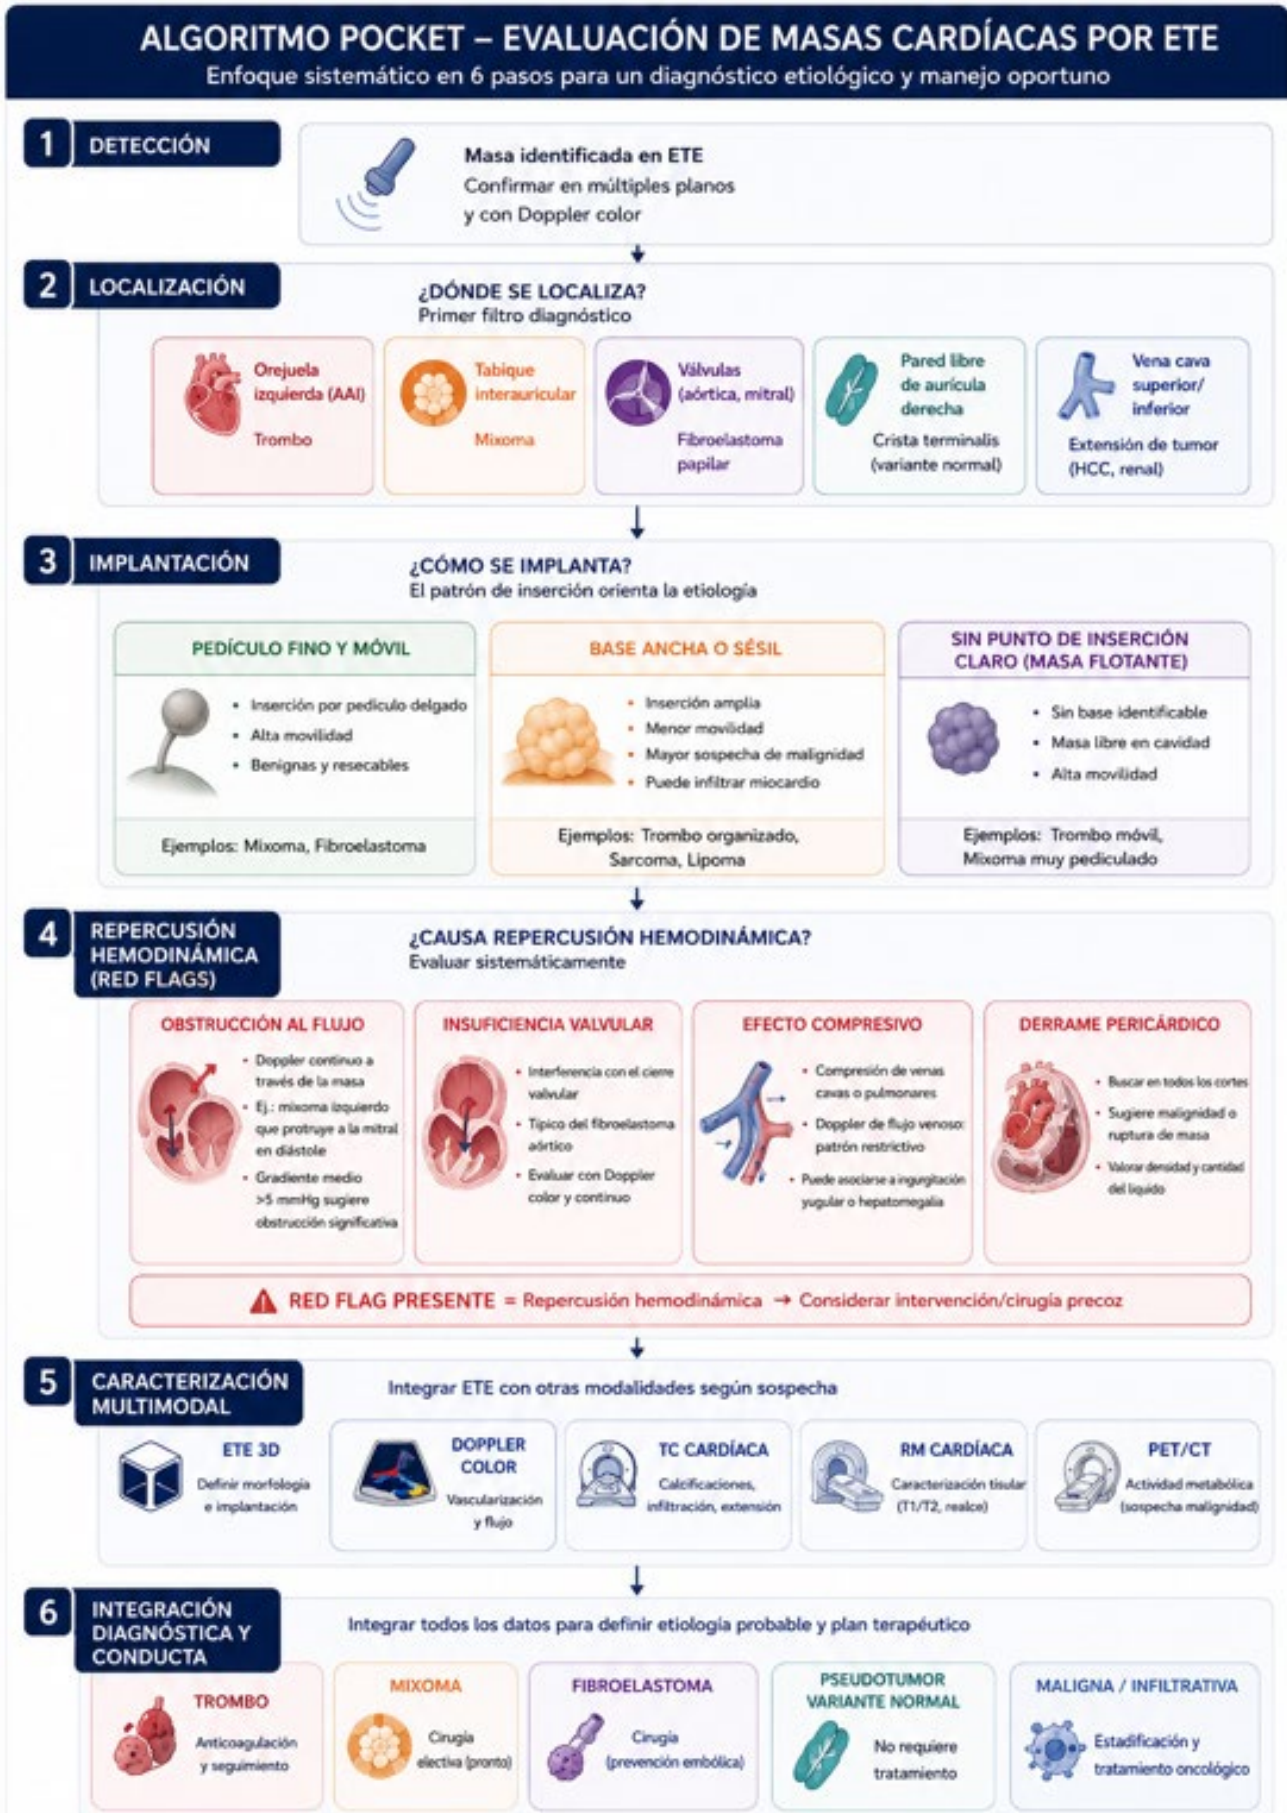 ALGORITMO POCKET – EVALUACIÓN DE MASAS CARDÍACAS POR ETE
Enfoque sistemático en 6 pasos para un diagnóstico etiológico y manejo oportuno
1 DETECCIÓN
Masa identificada en ETE
Confirmar en múltiples planos
y con Doppler color
2 LOCALIZACIÓN
¿DÓNDE SE LOCALIZA?
Primer filtro diagnóstico
Orejuela
izquierda (AAI)
Trombo
Tabique
interauricular
Mixoma
Válvulas
(aórtica, mitral)
Fibroelastoma
papilar
Pared libre
de aurícula
derecha
Crista terminalis
(variante normal)
Vena cava
superior/
inferior
Extensión de tumor
(HCC, renal)
3 IMPLANTACIÓN
¿CÓMO SE IMPLANTA?
El patrón de inserción orienta la etiología
PEDÍCULO FINO Y MÓVIL
• Inserción por pedículo delgado
• Alta movilidad
• Benignas y resecables
Ejemplos: Mixoma, Fibroelastoma
BASE ANCHA O SÉSIL
• Inserción amplia
• Menor movilidad
• Mayor sospecha de malignidad
• Puede infiltrar miocardio
Ejemplos: Trombo organizado,
Sarcoma, Lipoma
SIN PUNTO DE INSERCIÓN
CLARO (MASA FLOTANTE)
• Sin base identificable
• Masa libre en cavidad
• Alta movilidad
Ejemplos: Trombo móvil,
Mixoma muy pediculado
4 REPERCUSIÓN
HEMODINÁMICA
(RED FLAGS)
¿CAUSA REPERCUSIÓN HEMODINÁMICA?
Evaluar sistemáticamente
OBSTRUCCIÓN AL FLUJO
• Doppler continuo a
través de la masa
• Ej.: mixoma izquierdo
que protruye a la mitral
en diástole
• Gradiente medio
>5 mmHg sugiere
obstrucción significativa
INSUFICIENCIA VALVULAR
• Interferencia con el cierre
valvular
• Típico del fibroelastoma
aórtico
• Evaluar con Doppler
color y continuo
EFECTO COMPRESIVO
• Compresión de venas
cavas o pulmonares
• Doppler de flujo venoso:
patrón restrictivo
• Puede asociarse a ingurgitación
yugular o hepatomegalia
DERRAME PERICÁRDICO
• Buscar en todos los cortes
• Sugiere malignidad o
ruptura de masa
• Valorar densidad y cantidad
del líquido
RED FLAG PRESENTE = Repercusión hemodinámica → Considerar intervención/cirugía precoz
5 CARACTERIZACIÓN
MULTIMODAL
Integrar ETE con otras modalidades según sospecha
ETE 3D
Definir morfología
e implantación
DOPPLER
COLOR
Vascularización
y flujo
TC CARDÍACA
Calcificaciones,
infiltración, extensión
RM CARDÍACA
Caracterización tisular
(T1/T2, realce)
PET/CT
Actividad metabólica
(sospecha malignidad)
6 INTEGRACIÓN
DIAGNÓSTICA Y
CONDUCTA
Integrar todos los datos para definir etiología probable y plan terapéutico
TROMBO
Anticoagulación
y seguimiento
MIXOMA
Cirugía
electiva (pronto)
FIBROELASTOMA
Cirugía
(prevención embólica)
PSEUDOTUMOR
VARIANTE NORMAL
No requiere
tratamiento
MALIGNA / INFILTRATIVA
Estadificación y
tratamiento oncológico